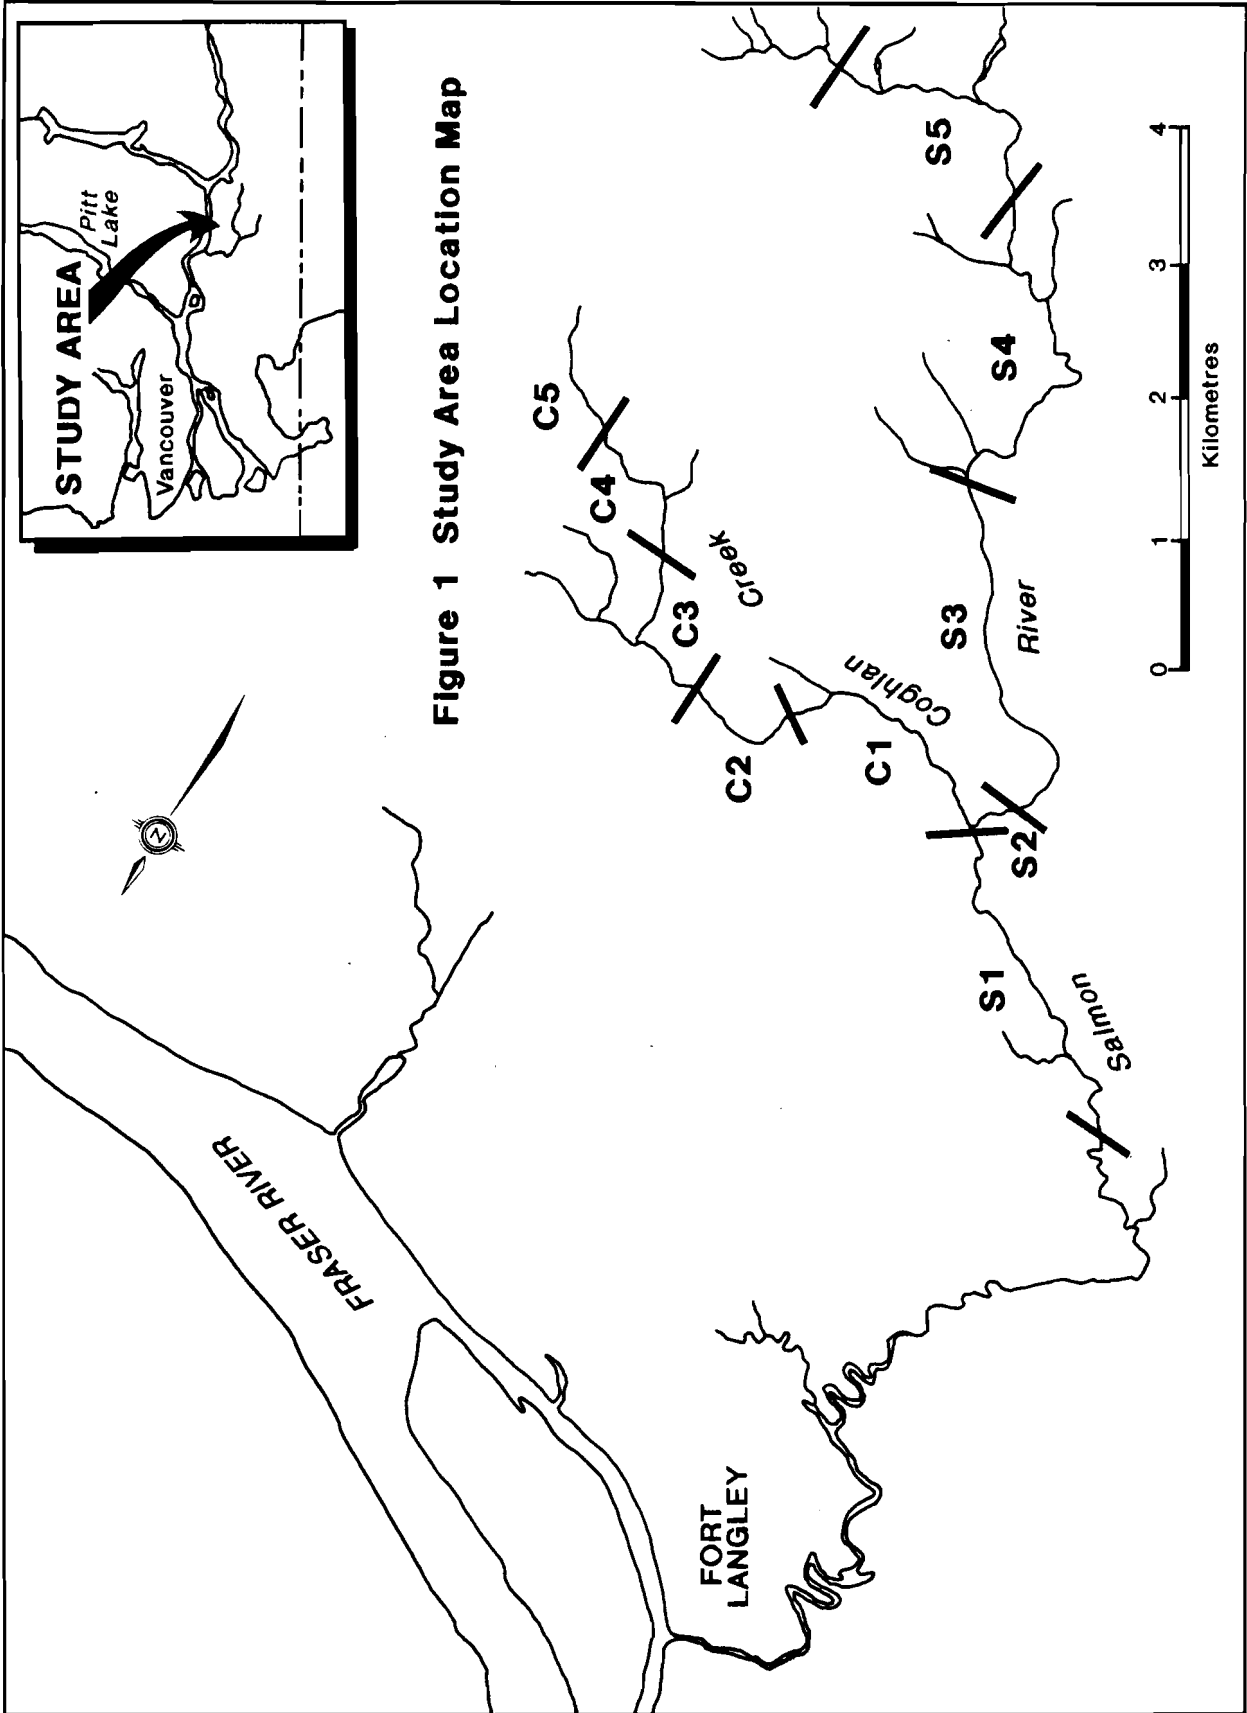 STUDY AREA
Pitt
Lake
Vancouver
Figure 1 Study Area Location Map
N
FRASER RIVER
FORT
LANGLEY
C5
C4
C3
C2
C1
Coghlan
Creek
S5
S4
S3
S2
S1
Salmon
River
0 1 2 3 4
Kilometres